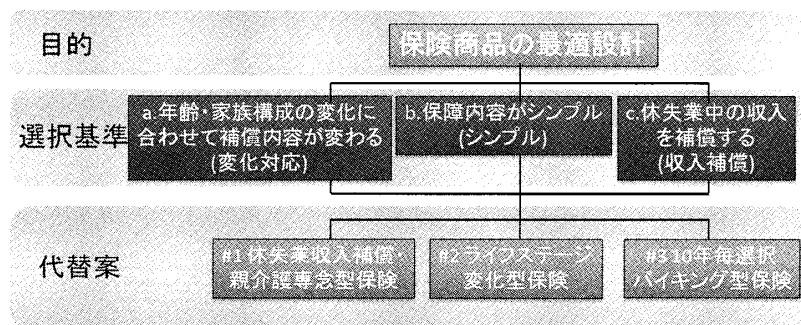 目的
保険商品の最適設計
選択基準
a.年齢・家族構成の変化に
合わせて補償内容が変わる
(変化対応)
b.保障内容がシンプル
(シンプル)
c.休失業中の収入
を補償する
(収入補償)
代替案
#1 休失業収入補償・
親介護専念型保険
#2 ライフステージ
変化型保険
#3 10年毎選択
バイキング型保険